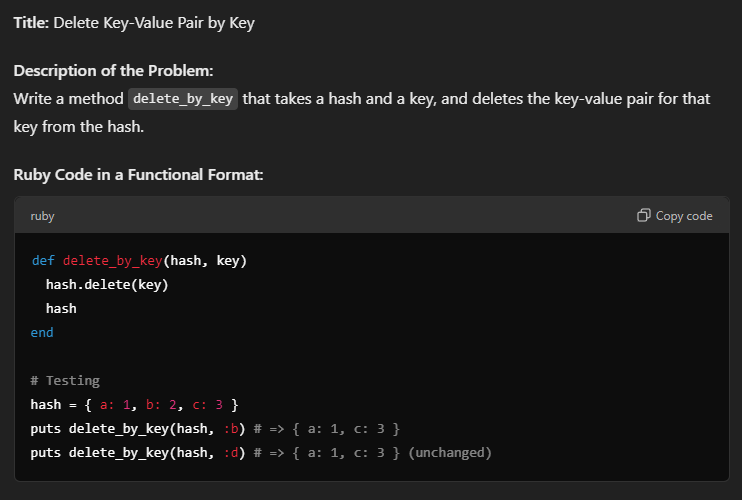 Title: Delete Key-Value Pair by Key
Description of the Problem:
Write a method delete_by_key that takes a hash and a key, and deletes the key-value pair for that
key from the hash.
Ruby Code in a Functional Format:
ruby
Copy code
def delete_by_key(hash, key)
  hash.delete(key)
  hash
end
# Testing
hash = { a: 1, b: 2, c: 3 }
puts delete_by_key(hash, :b) # => { a: 1, c: 3 }
puts delete_by_key(hash, :d) # => { a: 1, c: 3 } (unchanged)